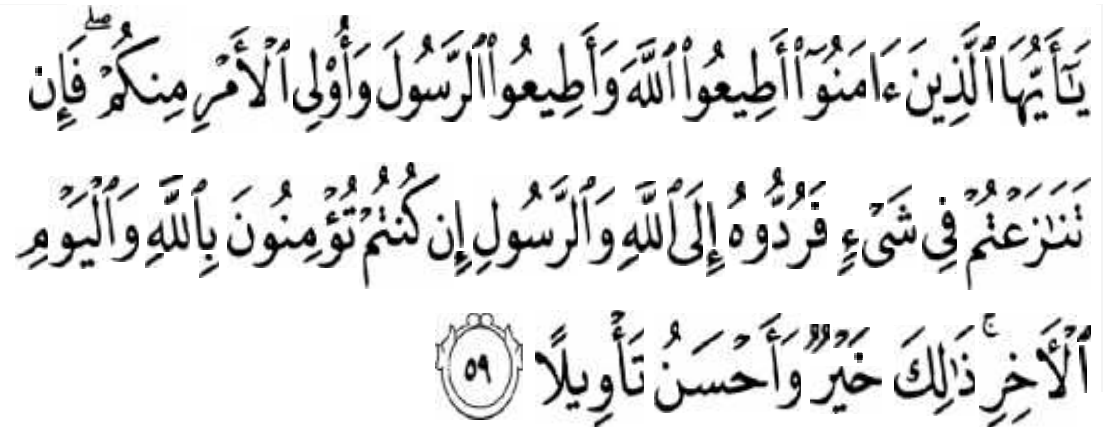 يَٰٓأَيُّهَا ٱلَّذِينَ ءَامَنُوٓا۟ أَطِيعُوا۟ ٱللَّهَ وَأَطِيعُوا۟ ٱلرَّسُولَ وَأُو۟لِى ٱلْأَمْرِ مِنكُمْ ۖ فَإِن
تَنَٰزَعْتُمْ فِى شَىْءٍ فَرُدُّوهُ إِلَى ٱللَّهِ وَٱلرَّسُولِ إِن كُنتُمْ تُؤْمِنُونَ بِٱللَّهِ وَٱلْيَوْمِ
ٱلْـَٔاخِرِ ۚ ذَٰلِكَ خَيْرٌ وَأَحْسَنُ تَأْوِيلًا ٥٩